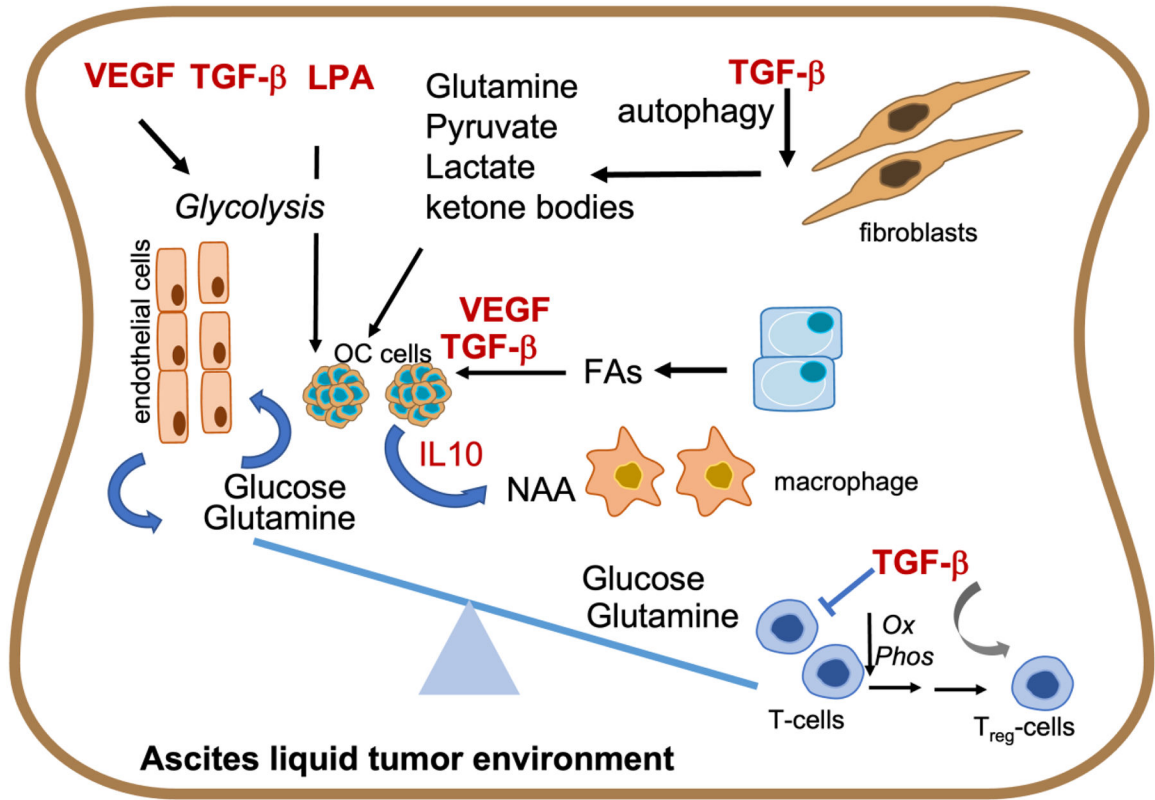 VEGF TGF-β LPA
Glycolysis
endothelial cells
Glutamine
Pyruvate
Lactate
ketone bodies
TGF-β
autophagy
fibroblasts
OC cells
VEGF
TGF-β
FAs
IL10
NAA
macrophage
Glucose
Glutamine
Glucose
Glutamine
TGF-β
Ox
Phos
T-cells
Treg-cells
Ascites liquid tumor environment